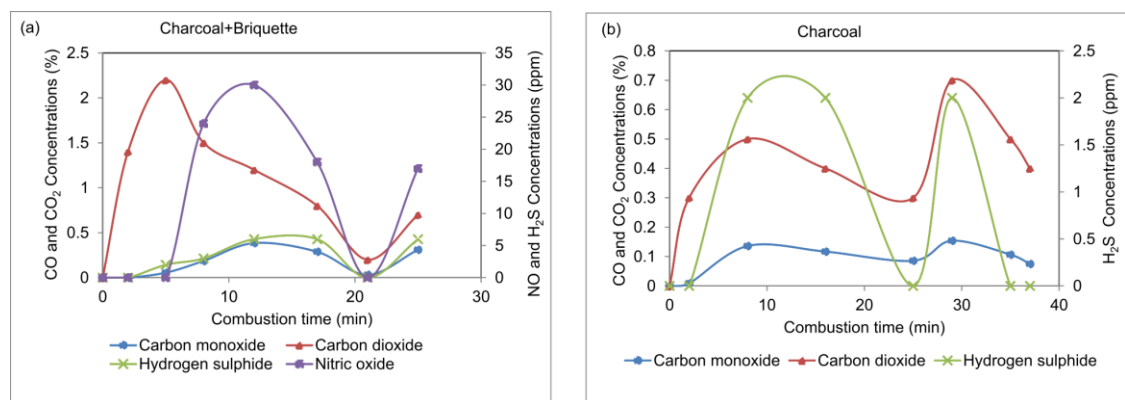 (a)
Charcoal+Briquette
CO and CO₂ Concentrations (%)
2.5
2
1.5
1
0.5
0
35
30
25
20
15
10
5
0
NO and H₂S Concentrations (ppm)
0 10 20 30
Combustion time (min)
Carbon monoxide Carbon dioxide
Hydrogen sulphide Nitric oxide
(b)
Charcoal
CO and CO₂ Concentrations (%)
0.8
0.7
0.6
0.5
0.4
0.3
0.2
0.1
0
2.5
2
1.5
1
0.5
0
H₂S Concentrations (ppm)
0 10 20 30 40
Combustion time (min)
Carbon monoxide Carbon dioxide Hydrogen sulphide